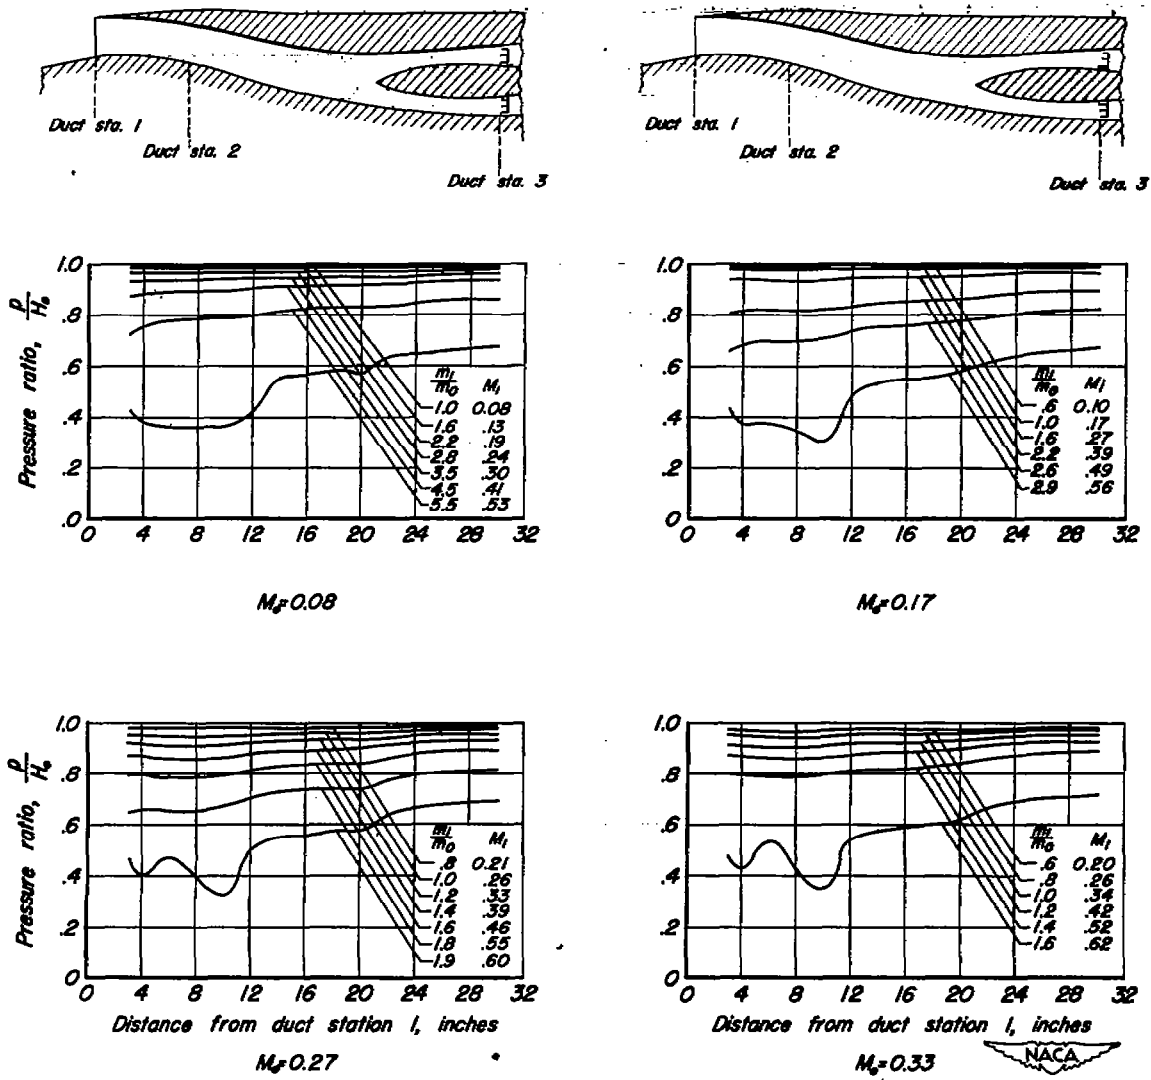 Duct sta. 1
Duct sta. 2
Duct sta. 3
Duct sta. 1
Duct sta. 2
Duct sta. 3
Pressure ratio, p/H₀
1.0
.8
.6
.4
.2
.0
0 4 8 12 16 20 24 28 32
m₁/m₀ M₁
1.0 0.08
1.6 .13
2.2 .19
2.8 .24
3.5 .30
4.5 .41
5.5 .53
M₀=0.08
1.0
.8
.6
.4
.2
0
0 4 8 12 16 20 24 28 32
m₁/m₀ M₁
.6 0.10
1.0 .17
1.6 .27
2.2 .39
2.6 .49
2.9 .56
M₀=0.17
Pressure ratio, p/H₀
1.0
.8
.6
.4
.2
0
0 4 8 12 16 20 24 28 32
m₁/m₀ M₁
.8 0.21
1.0 .26
1.2 .33
1.4 .39
1.6 .46
1.8 .55
1.9 .60
Distance from duct station 1, inches
M₀=0.27
1.0
.8
.6
.4
.2
0
0 4 8 12 16 20 24 28 32
m₁/m₀ M₁
.6 0.20
.8 .26
1.0 .34
1.2 .42
1.4 .52
1.6 .62
Distance from duct station 1, inches
M₀=0.33
NACA